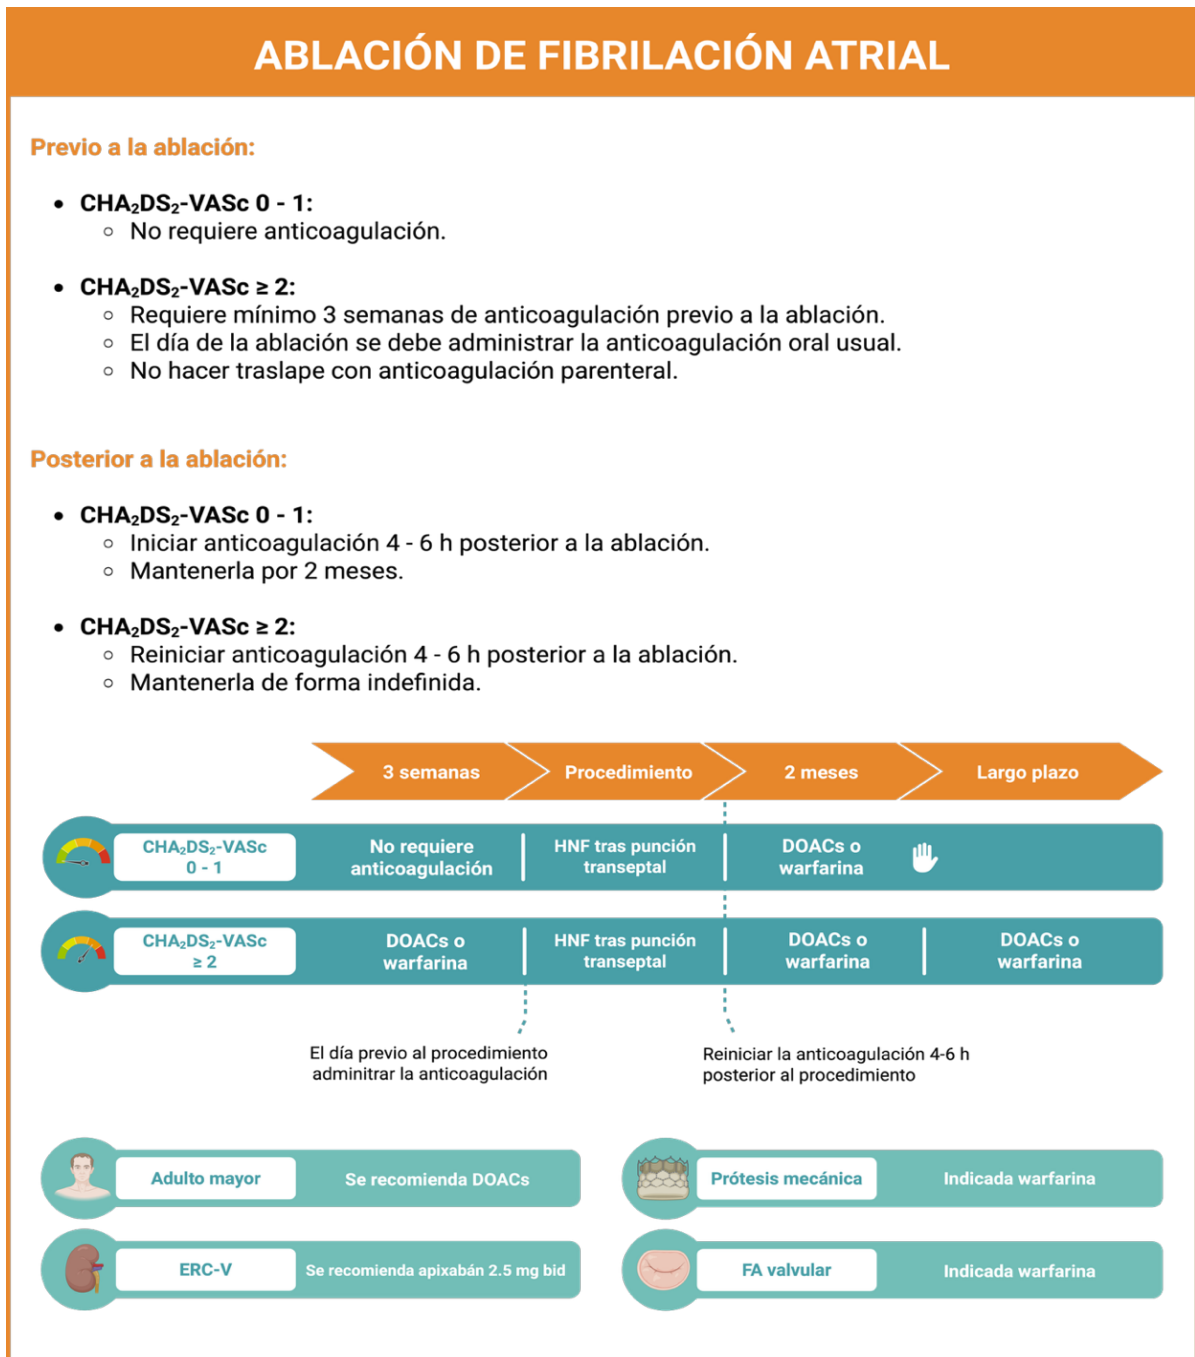 ABLACIÓN DE FIBRILACIÓN ATRIAL
Previo a la ablación:
• CHA₂DS₂-VASc 0 - 1:
◦ No requiere anticoagulación.
• CHA₂DS₂-VASc ≥ 2:
◦ Requiere mínimo 3 semanas de anticoagulación previo a la ablación.
◦ El día de la ablación se debe administrar la anticoagulación oral usual.
◦ No hacer traslape con anticoagulación parenteral.
Posterior a la ablación:
• CHA₂DS₂-VASc 0 - 1:
◦ Iniciar anticoagulación 4 - 6 h posterior a la ablación.
◦ Mantenerla por 2 meses.
• CHA₂DS₂-VASc ≥ 2:
◦ Reiniciar anticoagulación 4 - 6 h posterior a la ablación.
◦ Mantenerla de forma indefinida.
3 semanas
Procedimiento
2 meses
Largo plazo
CHA₂DS₂-VASc
0 - 1
No requiere
anticoagulación
HNF tras punción
transeptal
DOACs o
warfarina
CHA₂DS₂-VASc
≥ 2
DOACs o
warfarina
HNF tras punción
transeptal
DOACs o
warfarina
DOACs o
warfarina
El día previo al procedimiento
adminitrar la anticoagulación
Reiniciar la anticoagulación 4-6 h
posterior al procedimiento
Adulto mayor
Se recomienda DOACs
Prótesis mecánica
Indicada warfarina
ERC-V
Se recomienda apixabán 2.5 mg bid
FA valvular
Indicada warfarina